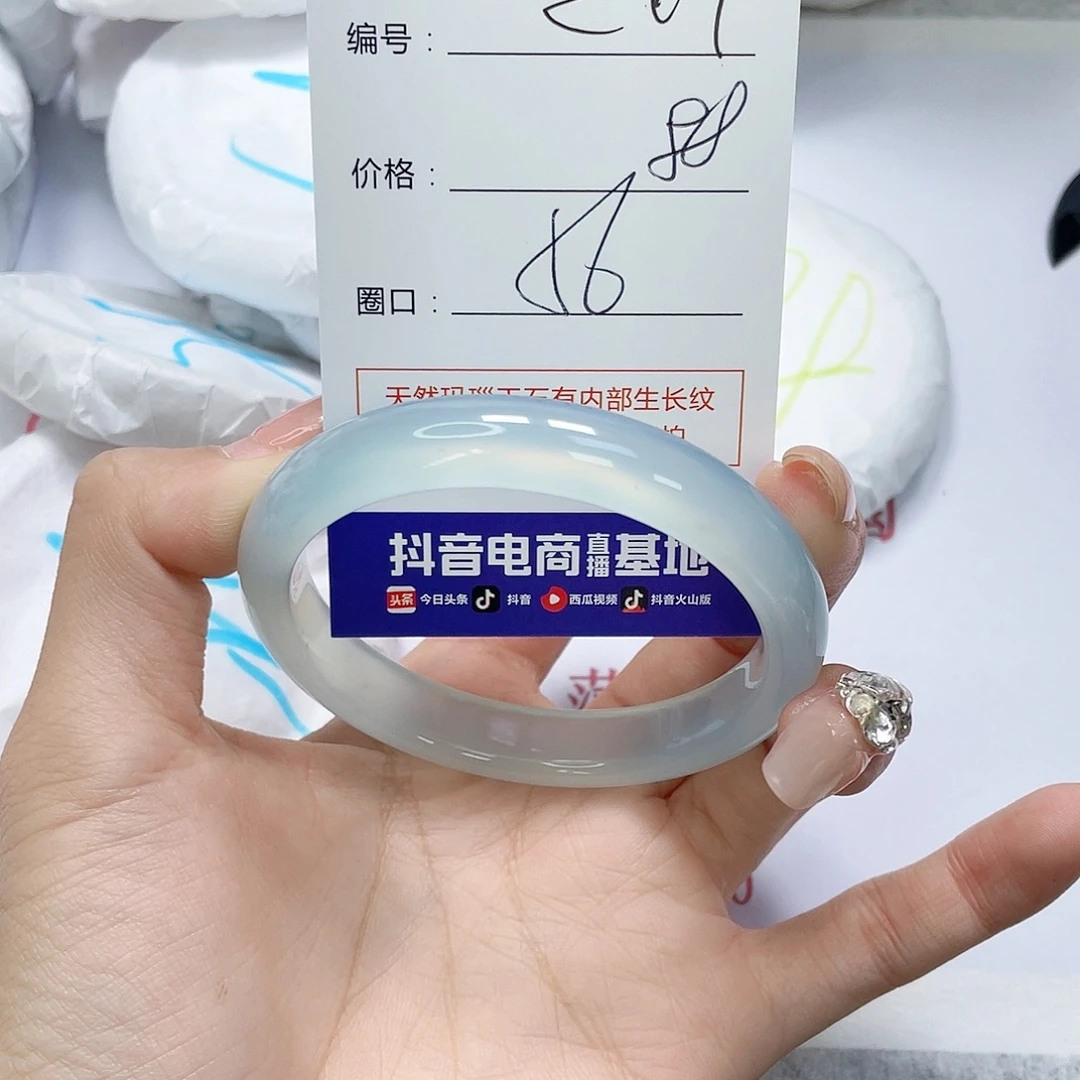 编号：
价格： 88
圈口： 56
天然玛瑙玉石有内部生长纹
抖音电商直播基地
今日头条 抖音 西瓜视频 抖音火山版